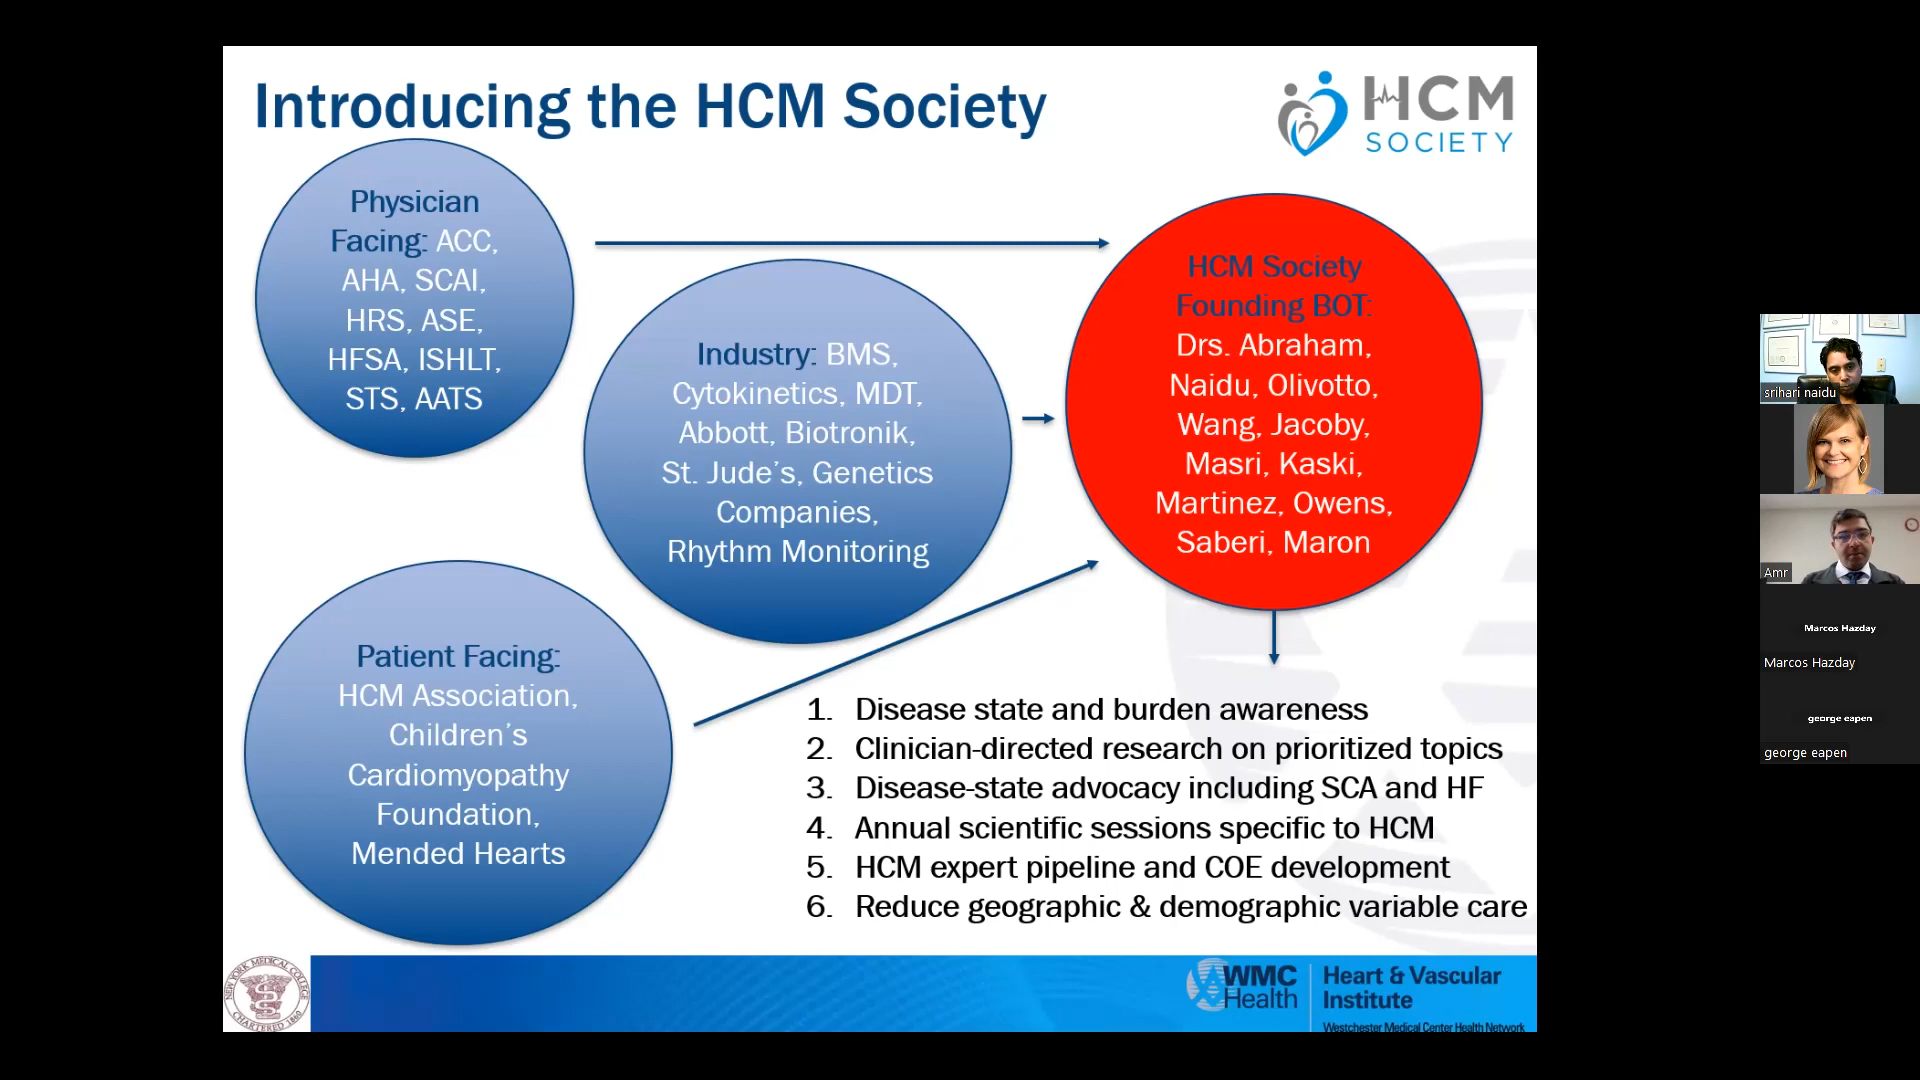 Introducing the HCM Society
HCM
SOCIETY
Physician
Facing: ACC,
AHA, SCAI,
HRS, ASE,
HFSA, ISHLT,
STS, AATS
Industry: BMS,
Cytokinetics, MDT,
Abbott, Biotronik,
St. Jude's, Genetics
Companies,
Rhythm Monitoring
HCM Society
Founding BOT:
Drs. Abraham,
Naidu, Olivotto,
Wang, Jacoby,
Masri, Kaski,
Martinez, Owens,
Saberi, Maron
Patient Facing:
HCM Association,
Children's
Cardiomyopathy
Foundation,
Mended Hearts
1. Disease state and burden awareness
2. Clinician-directed research on prioritized topics
3. Disease-state advocacy including SCA and HF
4. Annual scientific sessions specific to HCM
5. HCM expert pipeline and COE development
6. Reduce geographic & demographic variable care
NEW YORK MEDICAL COLLEGE
CHARTERED 1860
WMC
Health
Heart & Vascular
Institute
Westchester Medical Center Health Network
srihari naidu
Amr
Marcos Hazday
Marcos Hazday
george eapen
george eapen